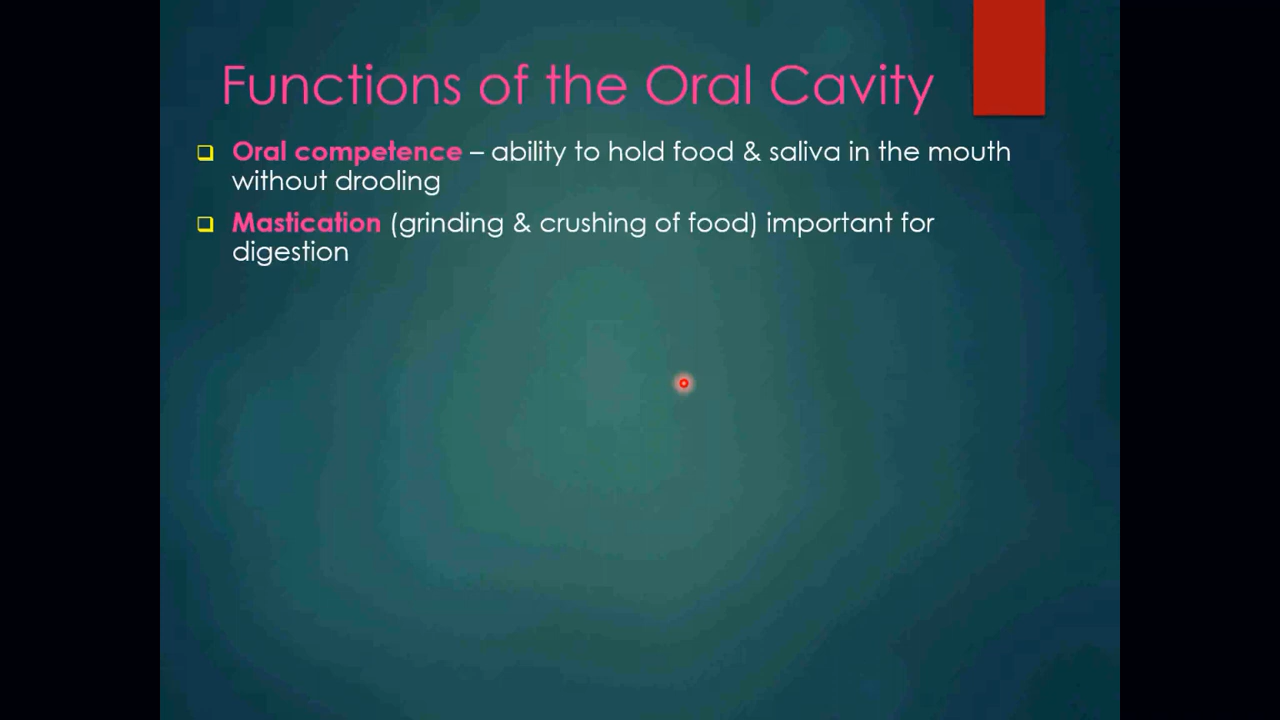 Functions of the Oral Cavity
Oral competence – ability to hold food & saliva in the mouth
without drooling
Mastication (grinding & crushing of food) important for
digestion